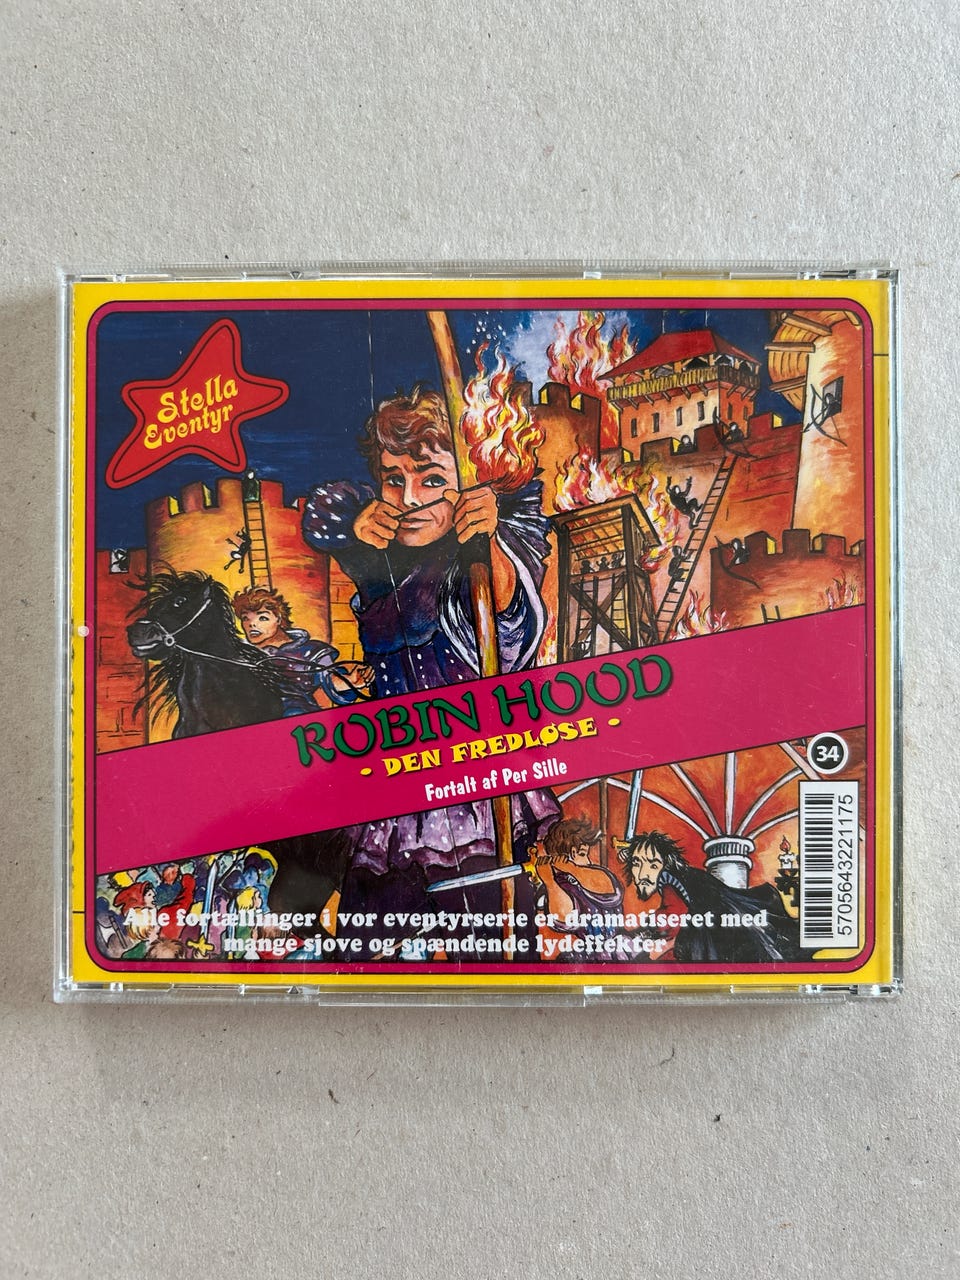 Stella
Eventyr
ROBIN HOOD
- DEN FREDLØSE -
Fortalt af Per Sille
34
5705643221175
Alle fortællinger i vor eventyrserie er dramatiseret med
mange sjove og spændende lydeffekter